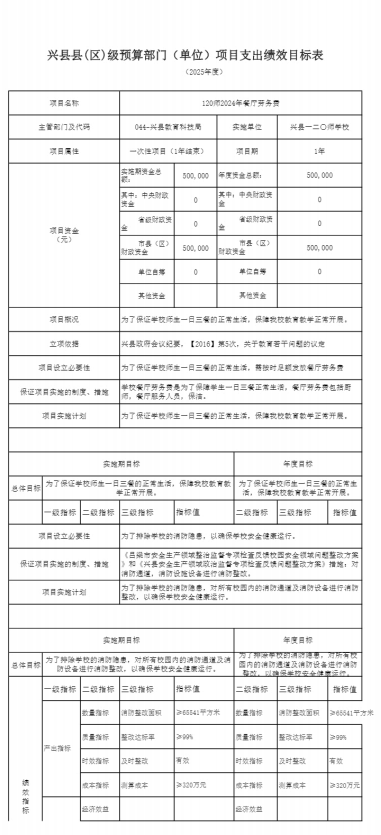 兴县县(区)级预算部门（单位）项目支出绩效目标表
（2025年度）
项目名称 120师2024年餐厅劳务费
主管部门及代码 044-兴县教育科技局 实施单位 兴县一二〇师学校
项目属性 一次性项目（1年结束） 项目期 1年
项目资金（元） 实施期资金总额： 500,000 年度资金总额： 500,000
其中：中央财政资金 0 其中：中央财政资金 0
省级财政资金 0 省级财政资金 0
市县（区）财政资金 500,000 市县（区）财政资金 500,000
单位自筹 0 单位自筹 0
其他资金 其他资金
项目概况 为了保证学校师生一日三餐的正常生活，保障我校教育教学正常开展。
立项依据 兴县政府会议纪要，【2016】第5次，关于教育若干问题的议定
项目设立必要性 为了保证学校师生一日三餐的正常生活，需按时足额发放餐厅劳务费
保证项目实施的制度、措施 学校餐厅劳务费是为了保障学生一日三餐正常生活，餐厅劳务费包括厨师，餐厅服务人员，保洁。
项目实施计划 为了保证学校师生一日三餐的正常生活，保障我校教育教学正常开展。
实施期目标 年度目标
总体目标 为了保证学校师生一日三餐的正常生活，保障我校教育教学正常开展。 为了保证学校师生一日三餐的正常生活，保障我校教育教学正常开展。
一级指标 二级指标 三级指标 指标值 二级指标 三级指标 指标值
项目设立必要性 为了排除学校的消防隐患，以确保学校安全健康运行。
保证项目实施的制度、措施 《吕梁市安全生产领域整治监督专项检查反馈校园安全领域问题整改方案》和《兴县安全生产领域政治监督专项检查反馈问题整改方案》措施：对消防通道，消防设施设备进行消防整改。
项目实施计划 为了排除学校的消防隐患，对所有校园内的消防通道及消防设备进行消防整改，以确保学校安全健康运行。
实施期目标 年度目标
总体目标 为了排除学校的消防隐患，对所有校园内的消防通道及消防设备进行消防整改，以确保学校安全健康运行。 为了排除学校的消防隐患，对所有校园内的消防通道及消防设备进行消防整改，以确保学校安全健康运行。
一级指标 二级指标 三级指标 指标值 二级指标 三级指标 指标值
绩效指标 产出指标 数量指标 消防整改面积 ≥65541平方米 数量指标 消防整改面积 ≥65541平方米
质量指标 整改达标率 ≥99% 质量指标 整改达标率 ≥99%
时效指标 及时整改 有效 时效指标 及时整改 有效
成本指标 测算成本 ≥320万元 成本指标 测算成本 ≥320万元
经济效益 经济效益